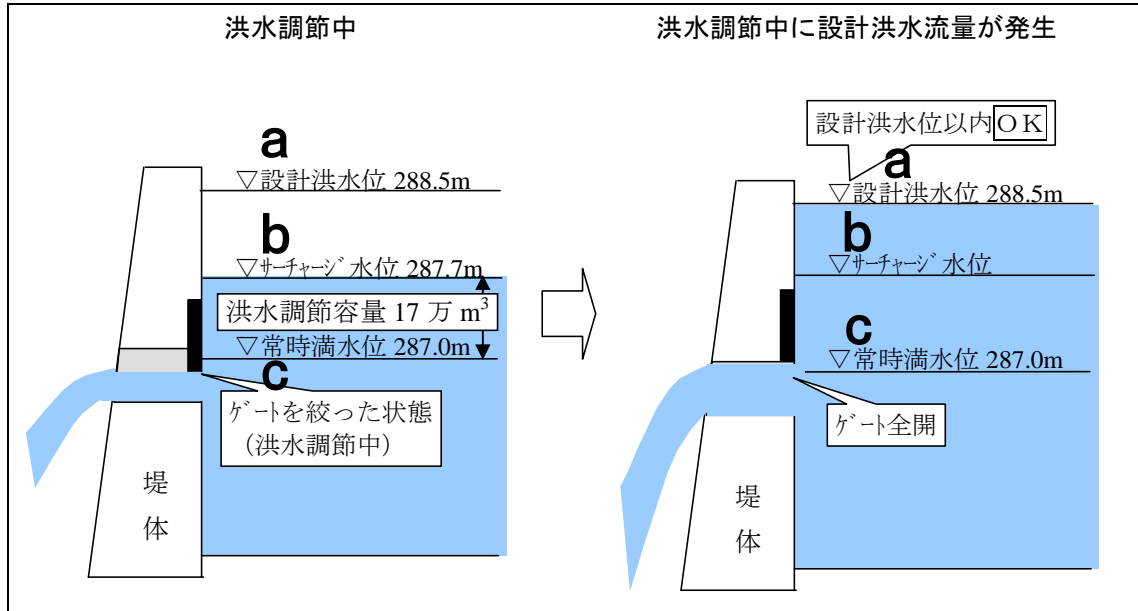 洪水調節中
a
▽設計洪水位 288.5m
b
▽ｻｰﾁｬｰｼﾞ水位 287.7m
洪水調節容量 17 万 m³
▽常時満水位 287.0m
c
ｹﾞｰﾄを絞った状態
（洪水調節中）
堤
体
洪水調節中に設計洪水流量が発生
設計洪水位以内ＯＫ
a
▽設計洪水位 288.5m
b
▽ｻｰﾁｬｰｼﾞ水位
c
▽常時満水位 287.0m
ｹﾞｰﾄ全開
堤
体